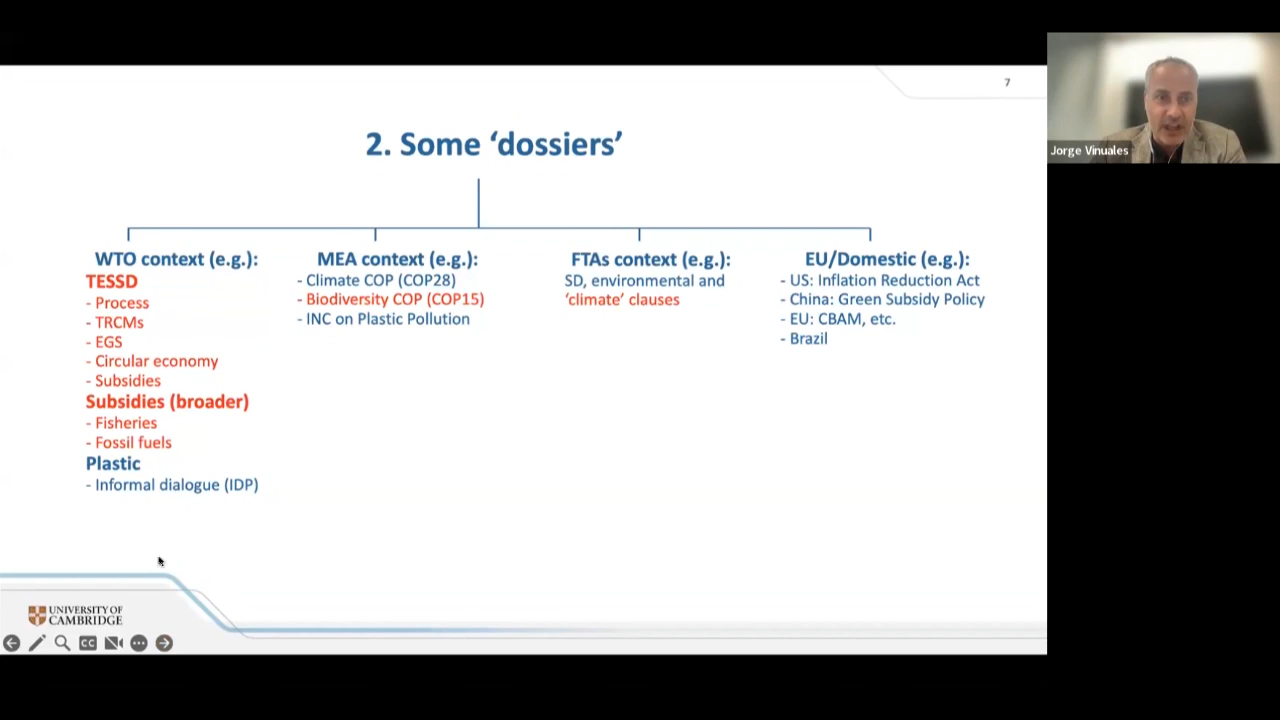 7
2. Some ‘dossiers’
WTO context (e.g.):
TESSD
- Process
- TRCMs
- EGS
- Circular economy
- Subsidies
Subsidies (broader)
- Fisheries
- Fossil fuels
Plastic
- Informal dialogue (IDP)
MEA context (e.g.):
- Climate COP (COP28)
- Biodiversity COP (COP15)
- INC on Plastic Pollution
FTAs context (e.g.):
SD, environmental and
‘climate’ clauses
EU/Domestic (e.g.):
- US: Inflation Reduction Act
- China: Green Subsidy Policy
- EU: CBAM, etc.
- Brazil
UNIVERSITY OF
CAMBRIDGE
CC
Jorge Vinuales